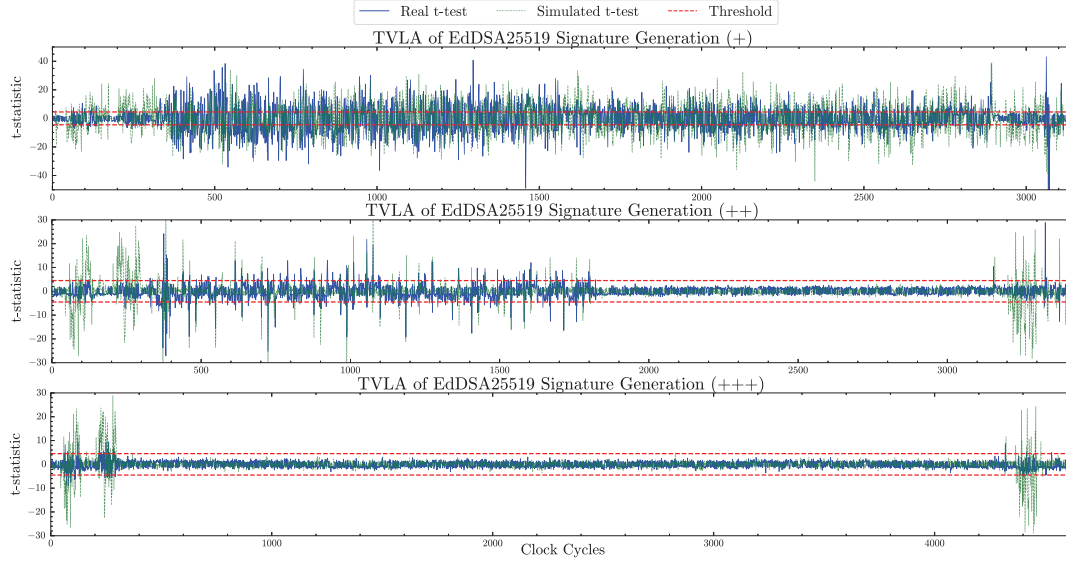 Real t-test Simulated t-test Threshold
TVLA of EdDSA25519 Signature Generation (+)
t-statistic
40
20
0
−20
−40
0 500 1000 1500 2000 2500 3000
TVLA of EdDSA25519 Signature Generation (++)
t-statistic
30
20
10
0
−10
−20
−30
0 500 1000 1500 2000 2500 3000
TVLA of EdDSA25519 Signature Generation (+++)
t-statistic
30
20
10
0
−10
−20
−30
0 1000 2000 3000 4000
Clock Cycles